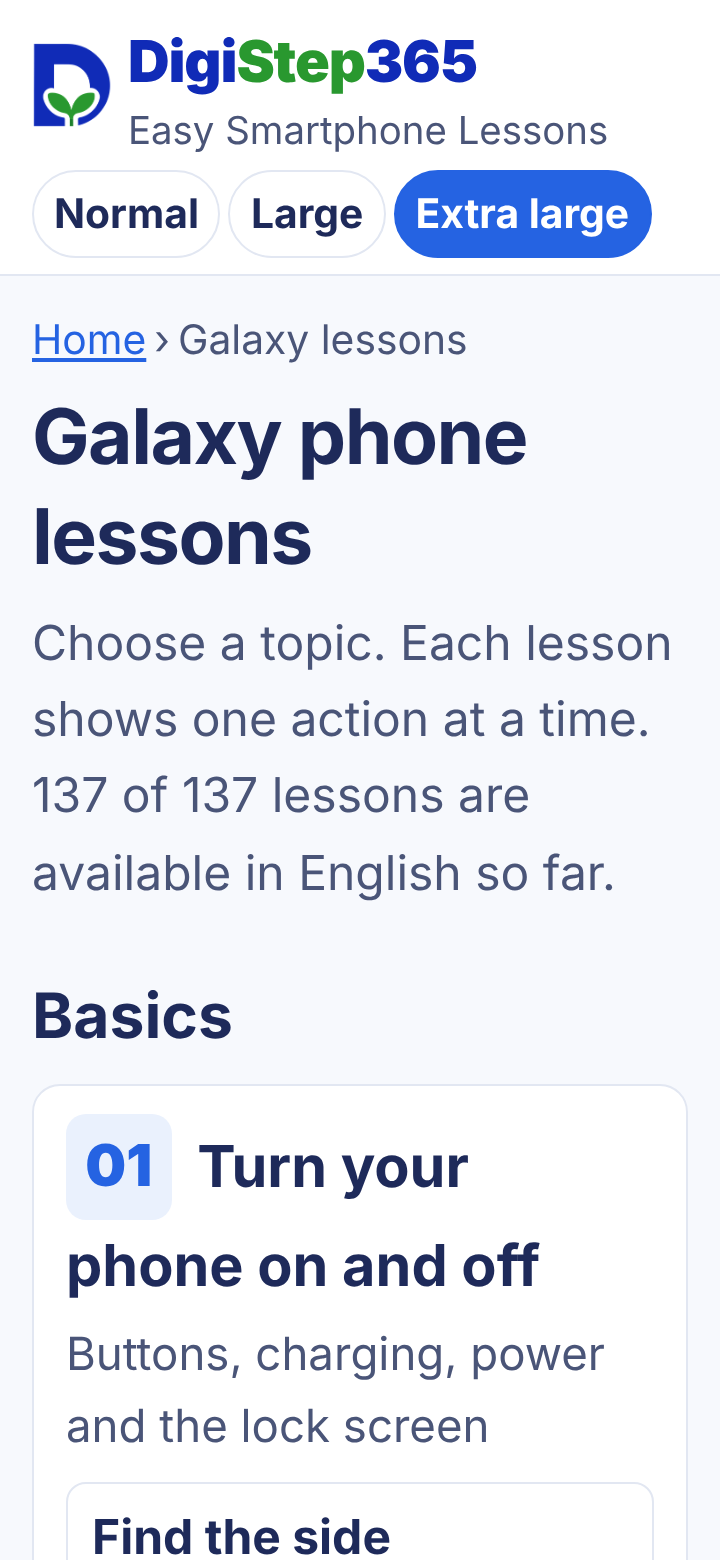 DigiStep365
Easy Smartphone Lessons
Normal
Large
Extra large
Home › Galaxy lessons
Galaxy phone
lessons
Choose a topic. Each lesson
shows one action at a time.
137 of 137 lessons are
available in English so far.
Basics
01 Turn your
phone on and off
Buttons, charging, power
and the lock screen
Find the side